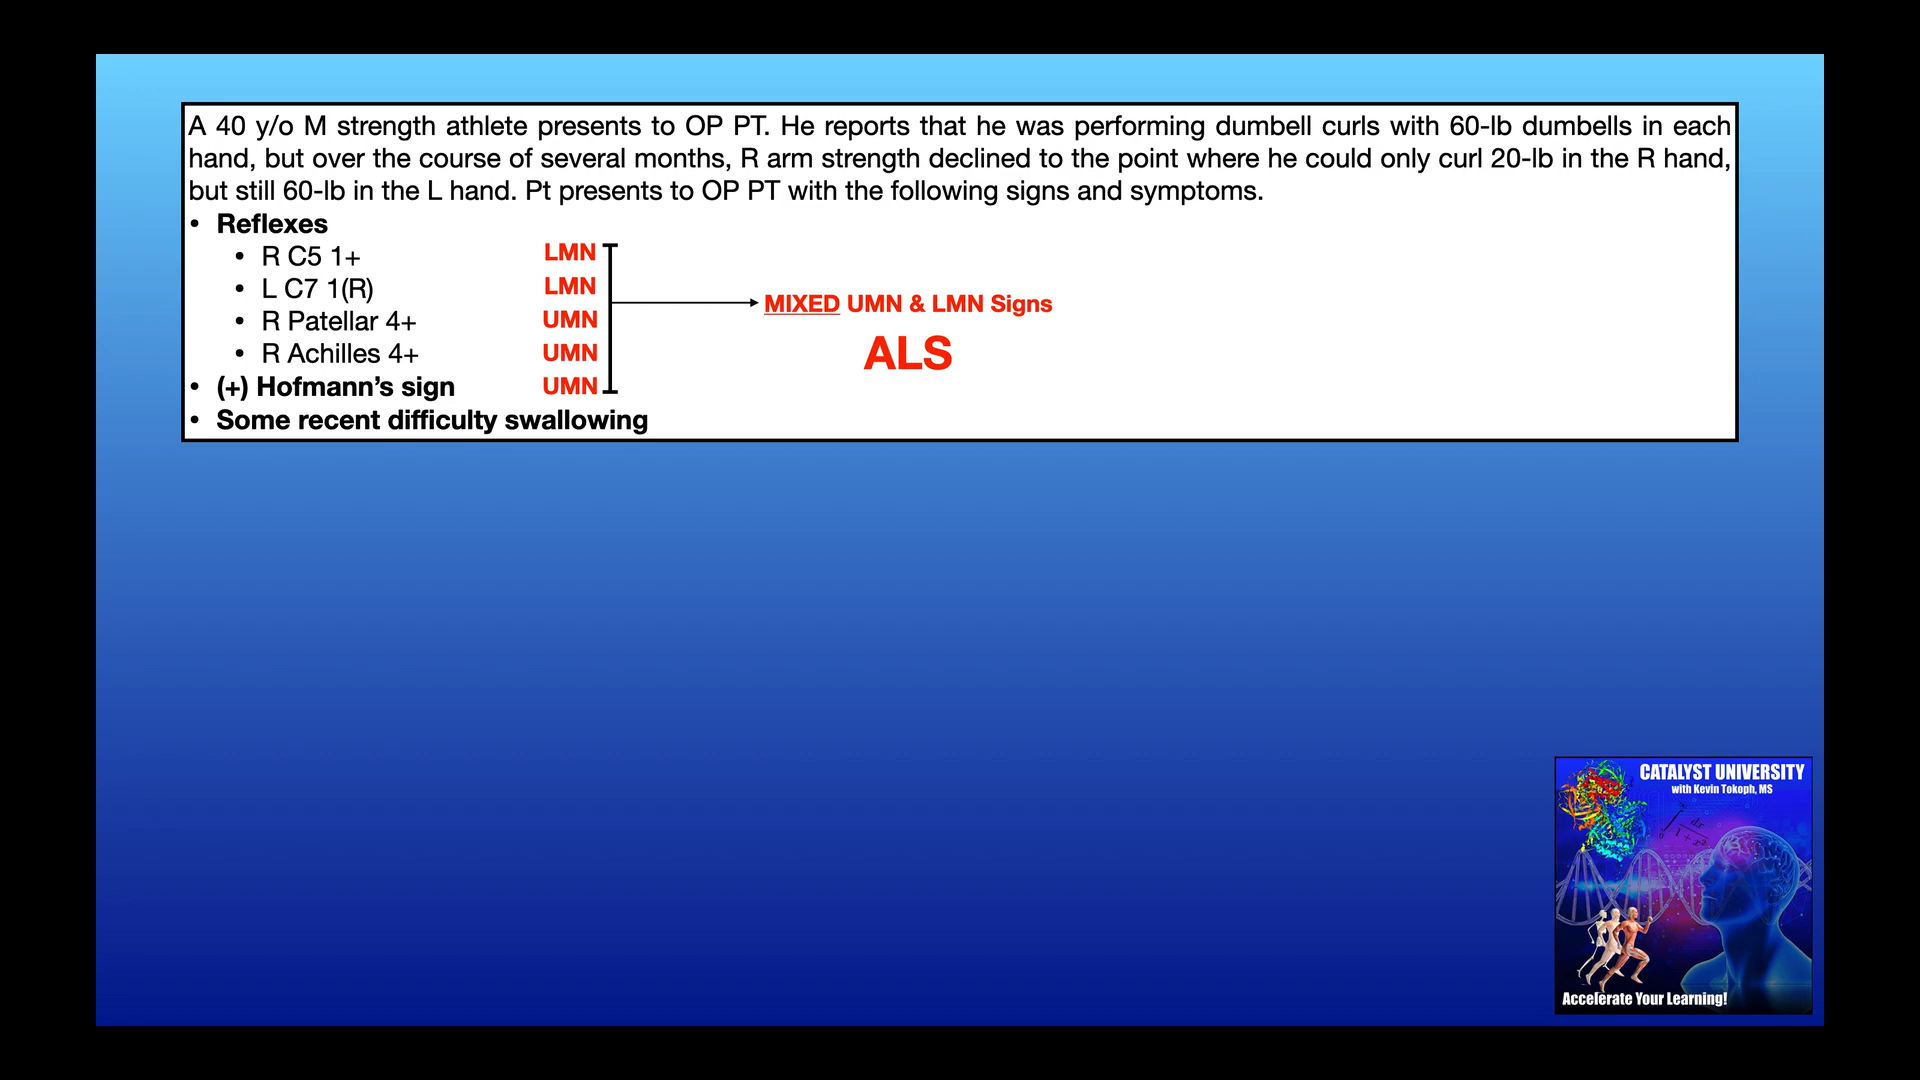 A 40 y/o M strength athlete presents to OP PT. He reports that he was performing dumbell curls with 60-lb dumbells in each
hand, but over the course of several months, R arm strength declined to the point where he could only curl 20-lb in the R hand,
but still 60-lb in the L hand. Pt presents to OP PT with the following signs and symptoms.
• Reflexes
• R C5 1+ LMN
• L C7 1(R) LMN
• R Patellar 4+ UMN
• R Achilles 4+ UMN
• (+) Hofmann's sign UMN
• Some recent difficulty swallowing
MIXED UMN & LMN Signs
ALS
CATALYST UNIVERSITY
with Kevin Tokoph, MS
Accelerate Your Learning!